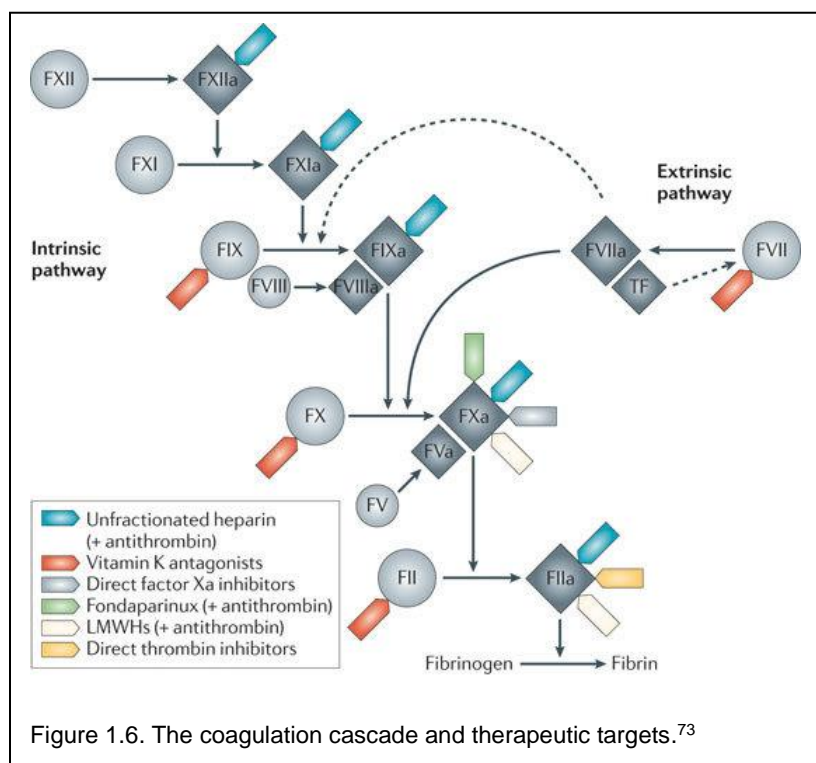 FXII
FXIIa
FXI
FXIa
Extrinsic
pathway
Intrinsic
pathway
FIX
FIXa
FVIIa
FVII
FVIII
FVIIIa
TF
FX
FXa
FVa
FV
Unfractionated heparin
(+ antithrombin)
Vitamin K antagonists
Direct factor Xa inhibitors
Fondaparinux (+ antithrombin)
LMWHs (+ antithrombin)
Direct thrombin inhibitors
FII
FIIa
Fibrinogen
Fibrin
Figure 1.6. The coagulation cascade and therapeutic targets.⁷³